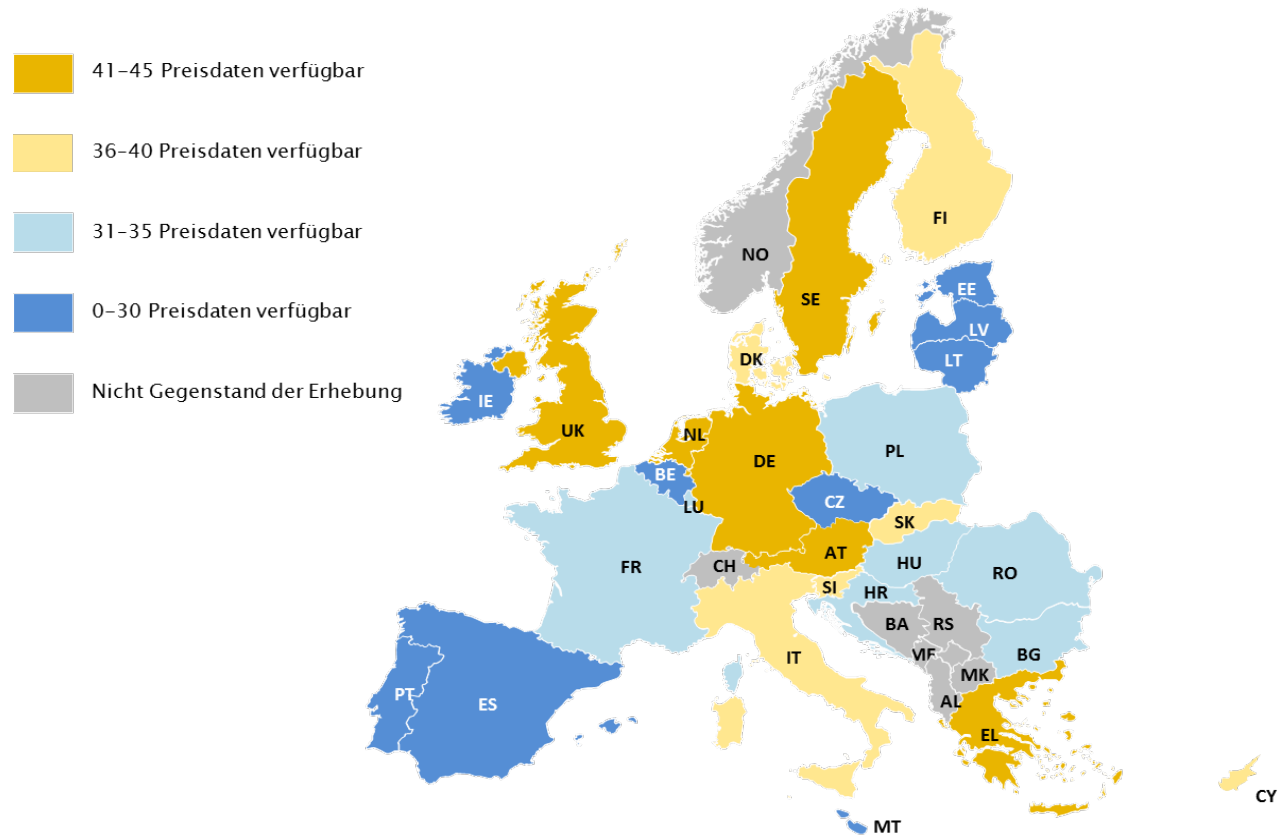 41–45 Preisdaten verfügbar
36–40 Preisdaten verfügbar
31–35 Preisdaten verfügbar
0–30 Preisdaten verfügbar
Nicht Gegenstand der Erhebung
FI
NO
SE
EE
LV
LT
DK
IE
UK
NL
DE
PL
BE
LU
CZ
SK
AT
FR
CH
HU
RO
SI
HR
BA
RS
IT
BG
MK
PT
ES
AL
EL
CY
MT